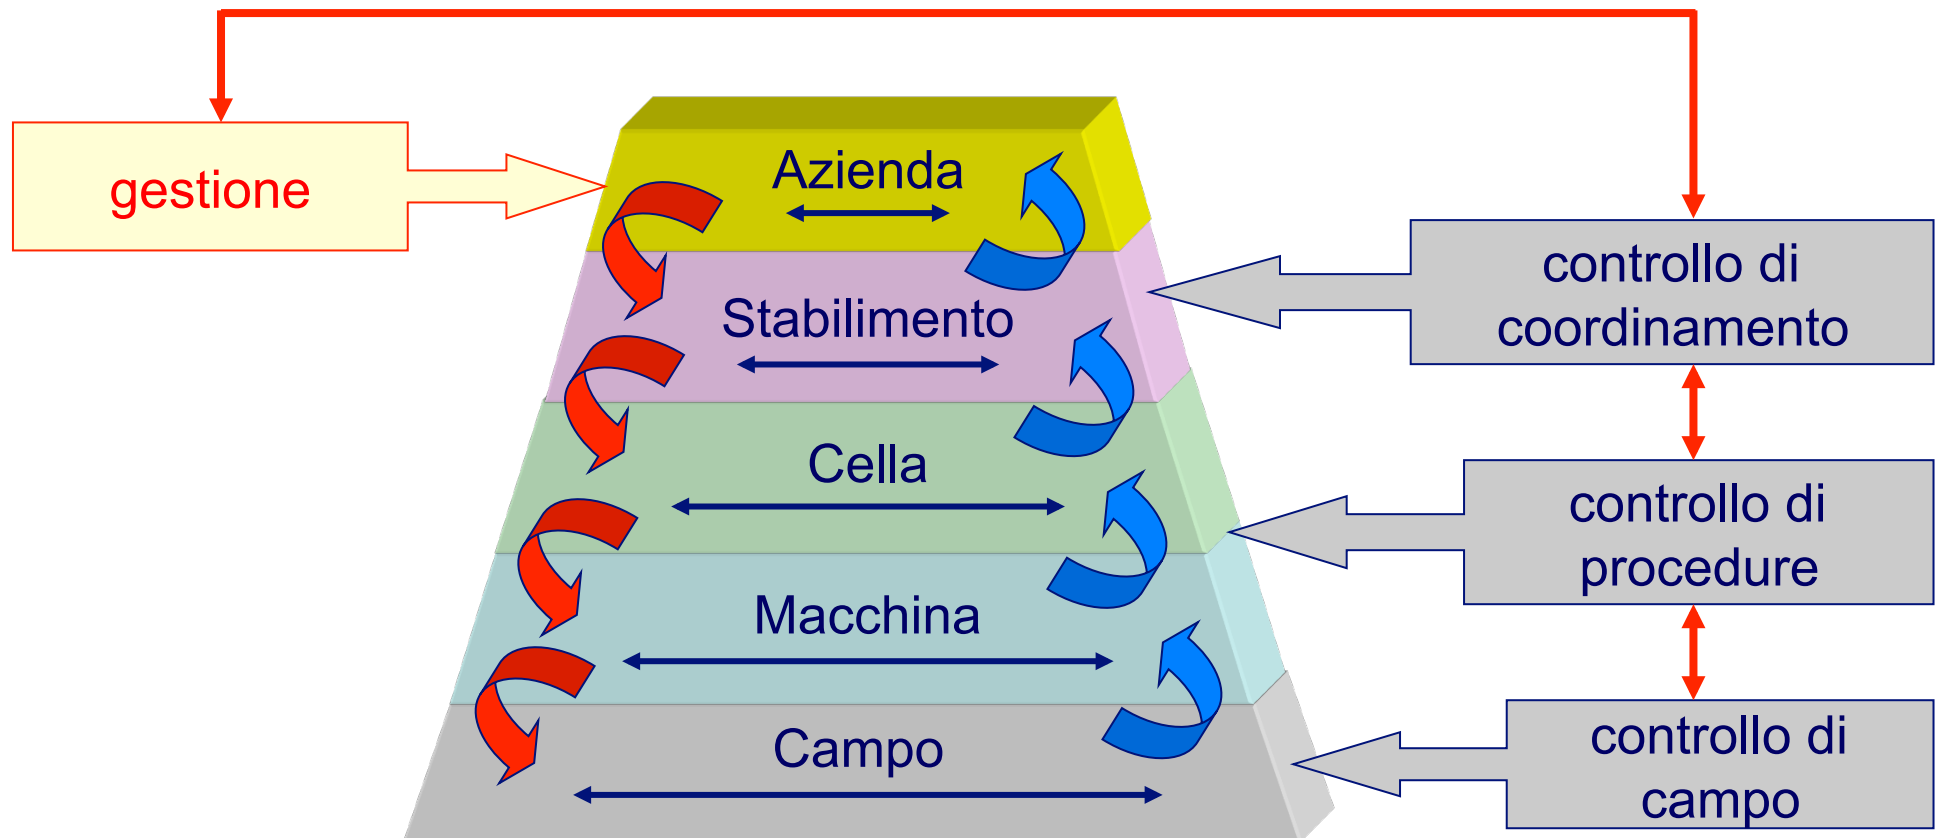 gestione
Azienda
Stabilimento
Cella
Macchina
Campo
controllo di
coordinamento
controllo di
procedure
controllo di
campo